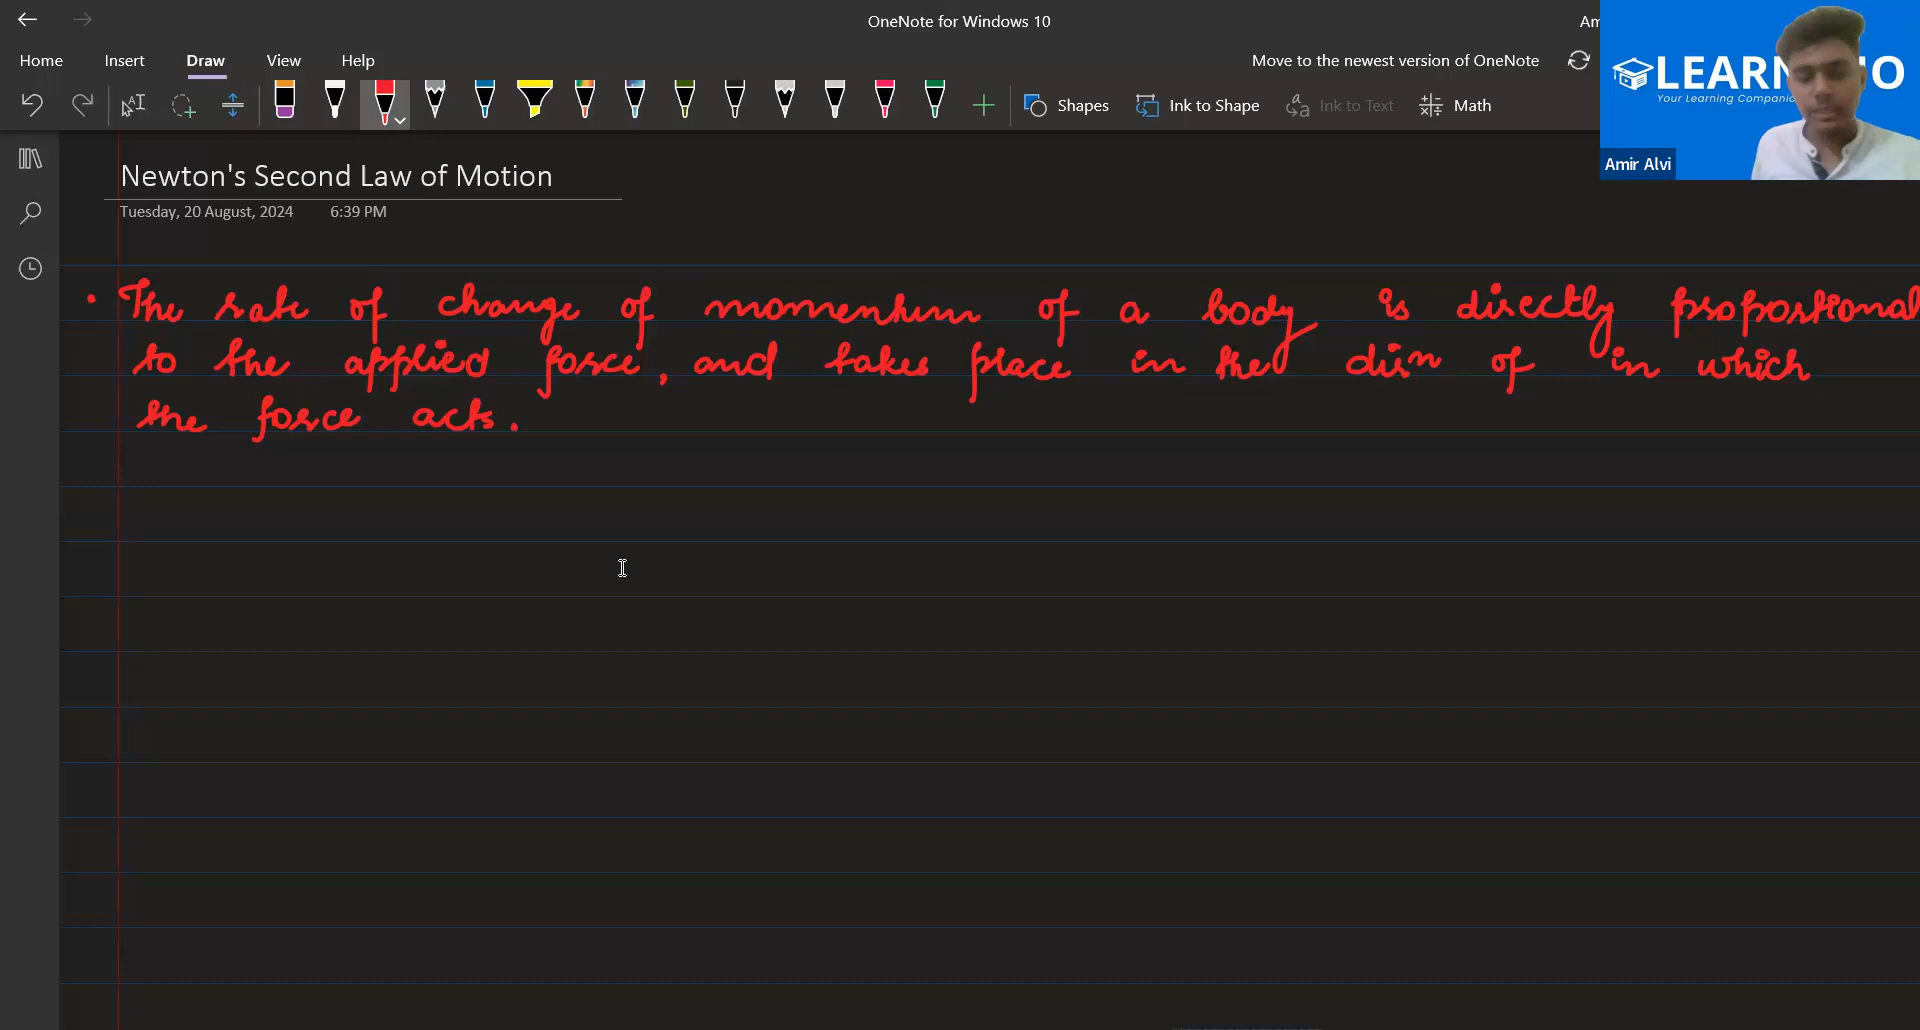 OneNote for Windows 10
Am
Home Insert Draw View Help
Move to the newest version of OneNote
Shapes Ink to Shape Ink to Text Math
LEARN O
Your Learning Compani
Amir Alvi
Newton's Second Law of Motion
Tuesday, 20 August, 2024 6:39 PM
• The rate of change of momentum of a body is directly proportional
to the applied force, and takes place in the dirn of in which
the force acts.